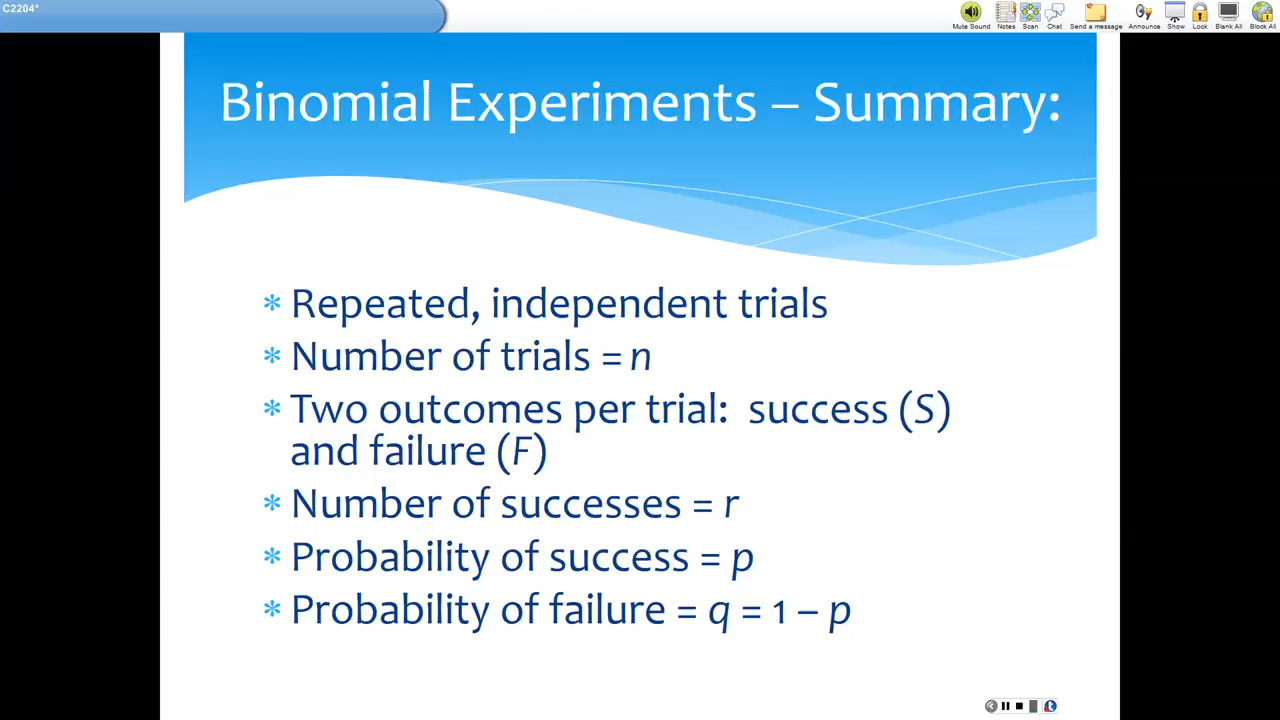 C2204*
Mute Sound Notes Scan Chat Send a message Announce Show Lock Blank All Block All
Binomial Experiments – Summary:
* Repeated, independent trials
* Number of trials = n
* Two outcomes per trial:  success (S)
and failure (F)
* Number of successes = r
* Probability of success = p
* Probability of failure = q = 1 – p